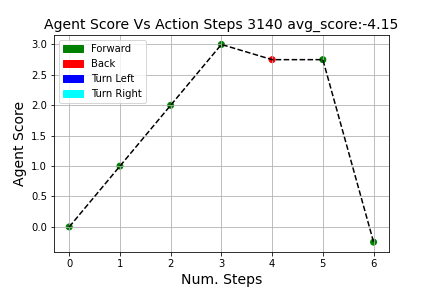 Agent Score Vs Action Steps 3140 avg_score:-4.15
Forward
Back
Turn Left
Turn Right
Agent Score
3.0
2.5
2.0
1.5
1.0
0.5
0.0
0 1 2 3 4 5 6
Num. Steps